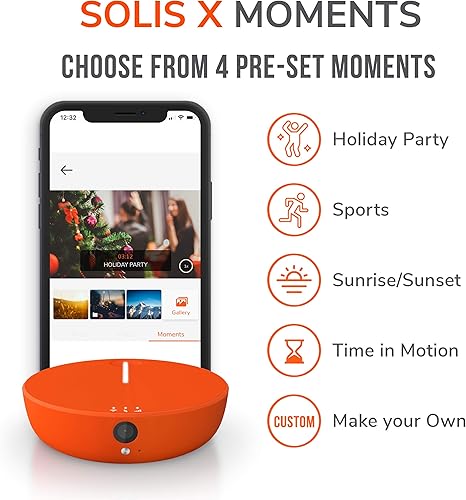 SOLIS X MOMENTS
CHOOSE FROM 4 PRE-SET MOMENTS
12:32
03:12
HOLIDAY PARTY
1x
Gallery
Moments
Holiday Party
Sports
Sunrise/Sunset
Time in Motion
CUSTOM
Make your Own